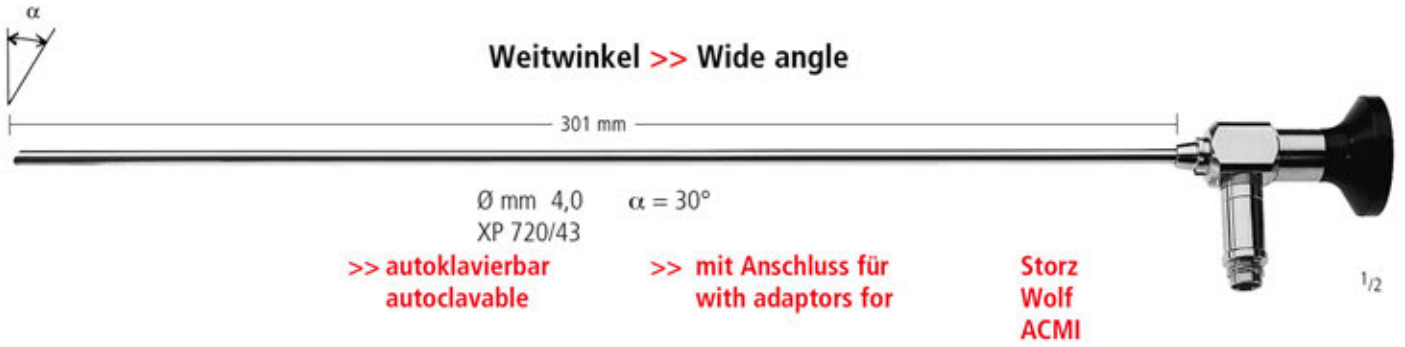 α
Weitwinkel >> Wide angle
301 mm
Ø mm 4,0 α = 30°
XP 720/43
>> autoklavierbar
autoclavable
>> mit Anschluss für
with adaptors for
Storz
Wolf
ACMI
1/2